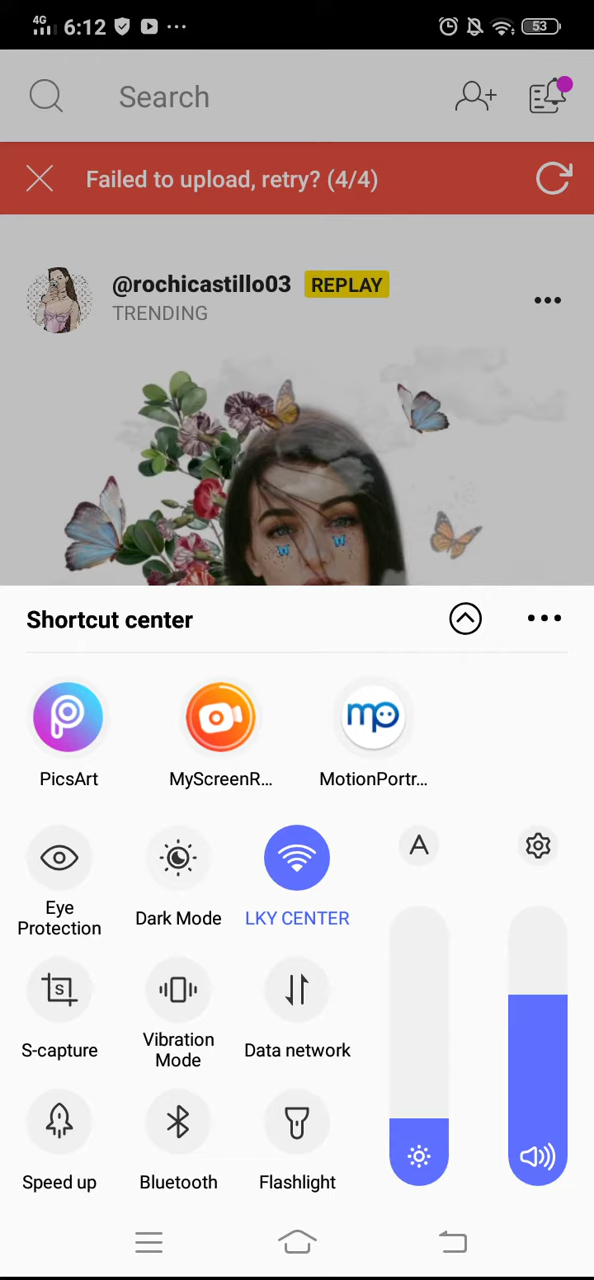 4G 6:12 53
Search
Failed to upload, retry? (4/4)
@rochicastillo03 REPLAY
TRENDING
Shortcut center
mp
PicsArt MyScreenR... MotionPortr...
A
Eye
Protection
Dark Mode
LKY CENTER
S
S-capture
Vibration
Mode
Data network
Speed up
Bluetooth
Flashlight